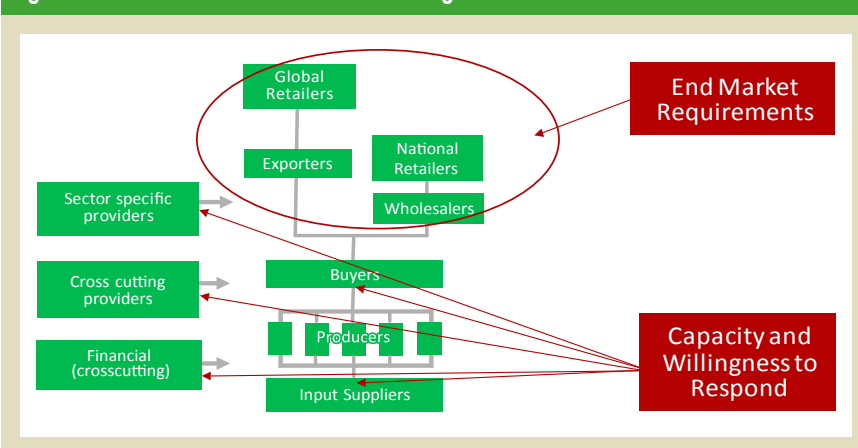 Global
Retailers
End Market
Requirements
National
Retailers
Exporters
Sector specific
providers
Wholesalers
Cross cutting
providers
Buyers
Producers
Capacity and
Willingness to
Respond
Financial
(crosscutting)
Input Suppliers